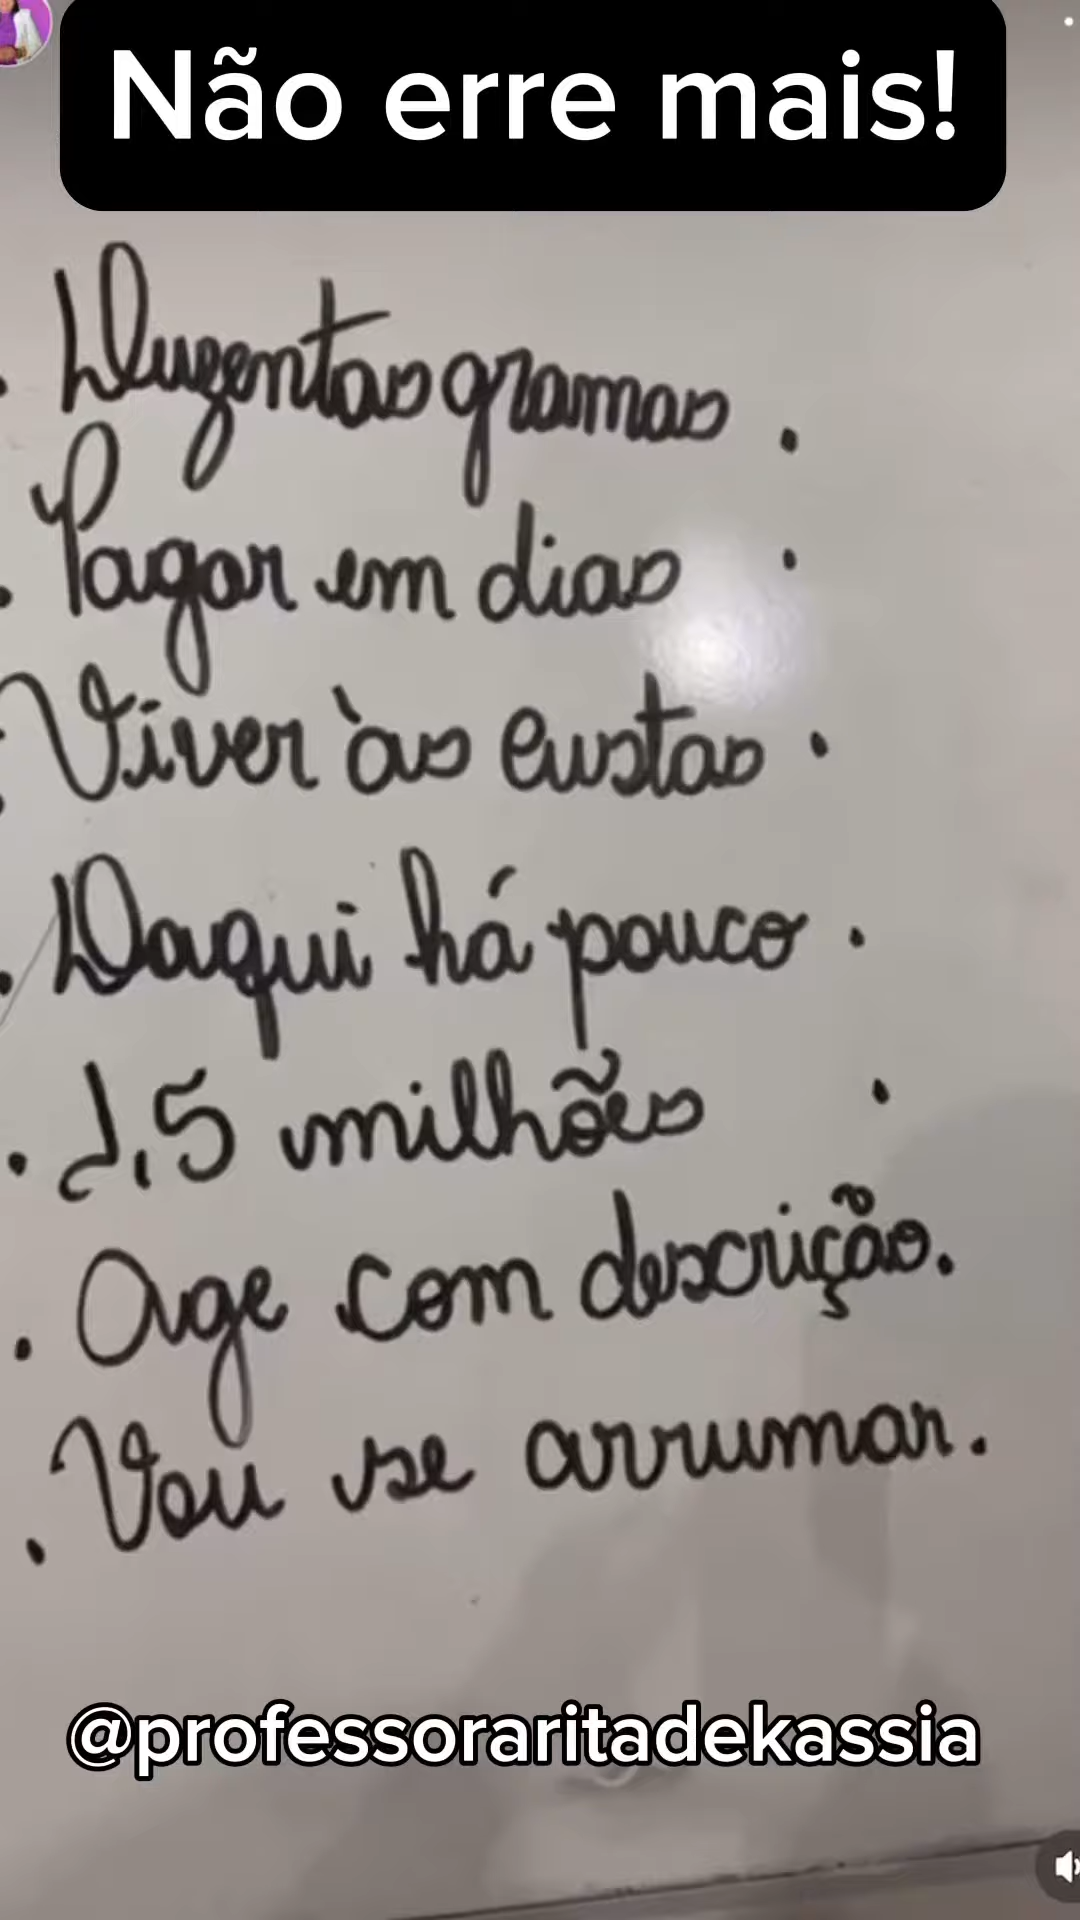 Não erre mais!
. Duzentas gramas .
. Pagar em dias .
. Viver às custas .
. Daqui há pouco .
. 1,5 milhões .
. Age com descrição.
. Vou se arrumar.
@professoraritadekassia